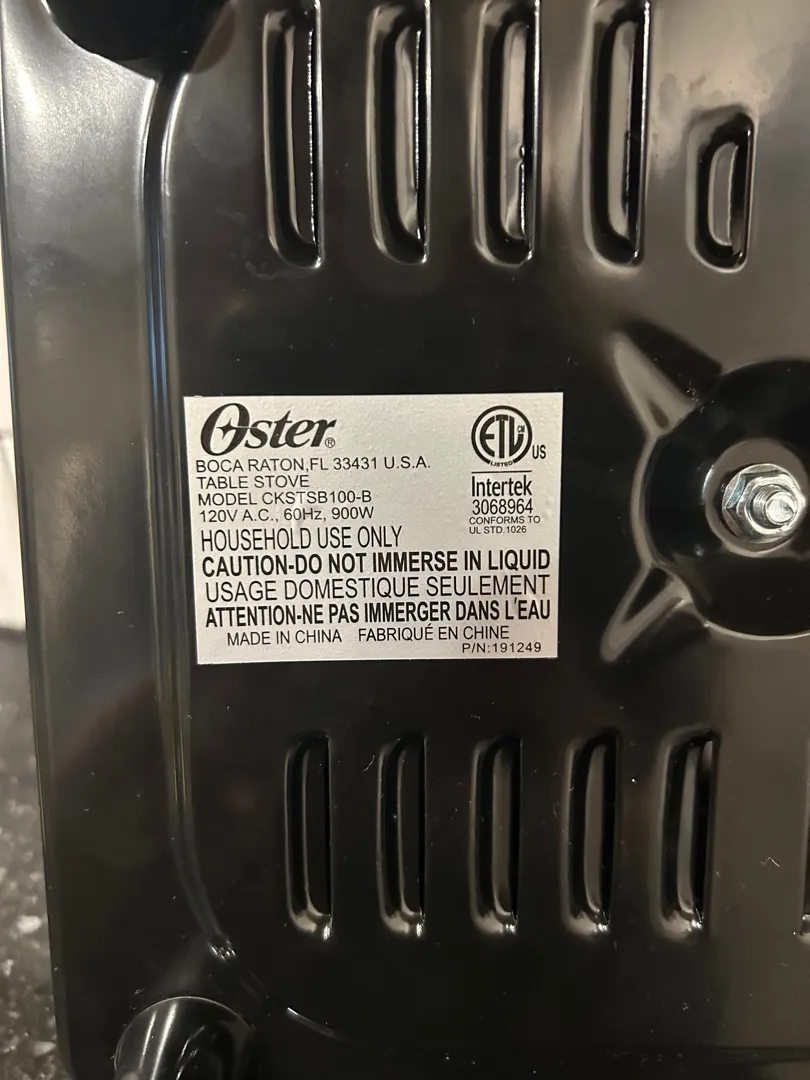 Oster®
BOCA RATON,FL 33431 U.S.A.
TABLE STOVE
MODEL CKSTSB100-B
120V A.C., 60Hz, 900W
ETL CM US
LISTED
Intertek
3068964
CONFORMS TO
UL STD.1026
HOUSEHOLD USE ONLY
CAUTION-DO NOT IMMERSE IN LIQUID
USAGE DOMESTIQUE SEULEMENT
ATTENTION-NE PAS IMMERGER DANS L'EAU
MADE IN CHINA FABRIQUÉ EN CHINE
P/N:191249